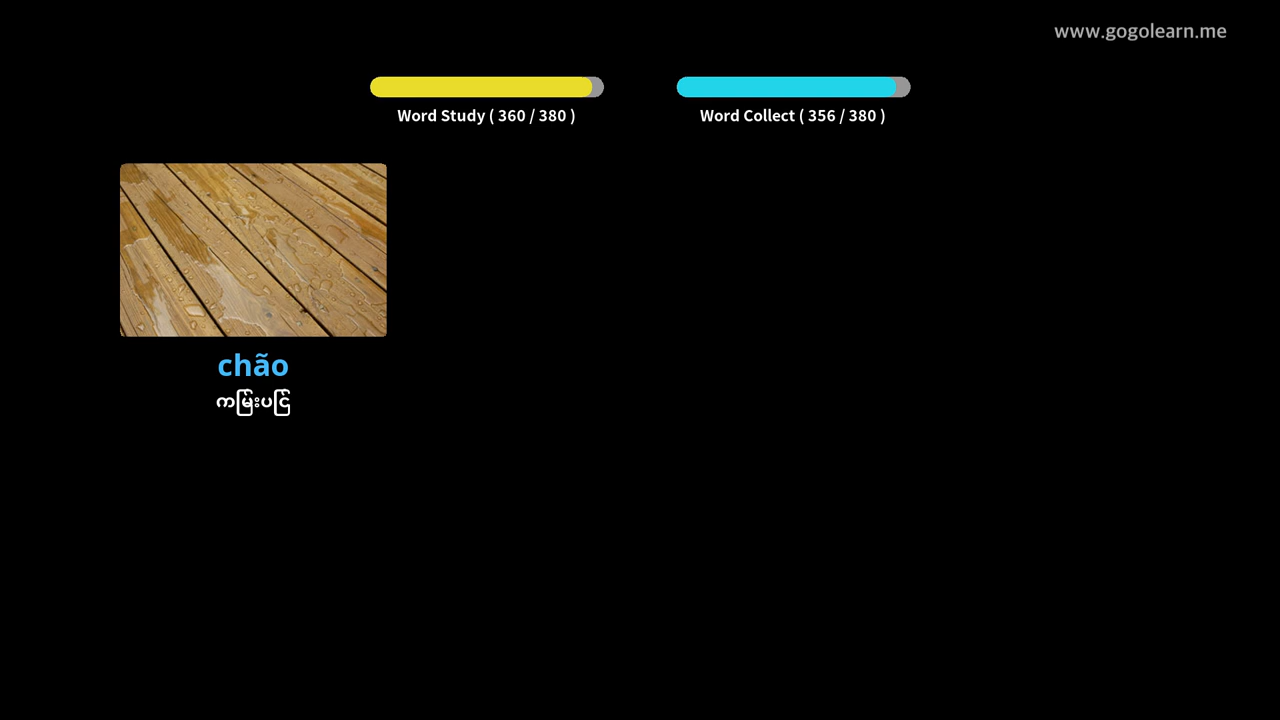 www.gogolearn.me
Word Study ( 360 / 380 )
Word Collect ( 356 / 380 )
chão
ကမ်းပြင်